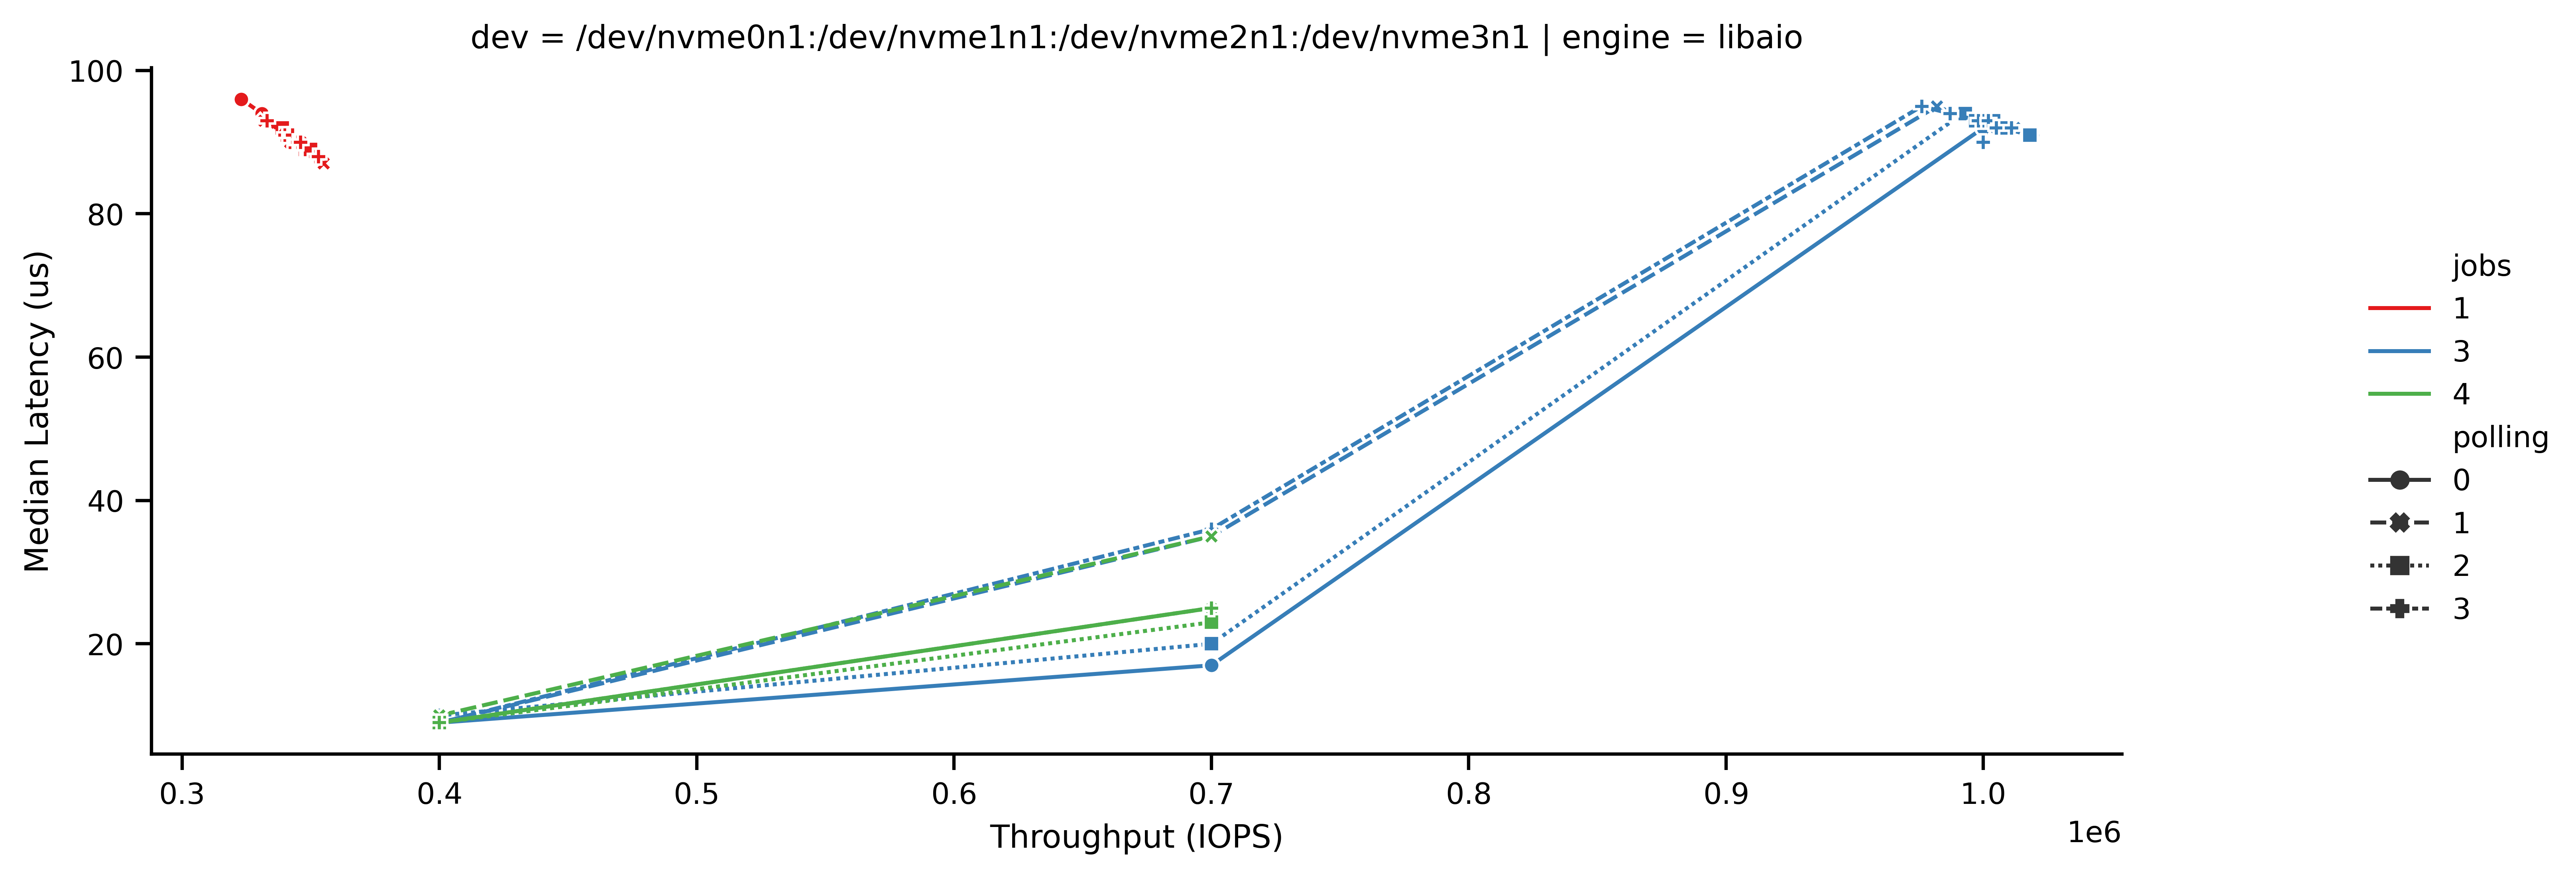 dev = /dev/nvme0n1:/dev/nvme1n1:/dev/nvme2n1:/dev/nvme3n1 | engine = libaio
100
80
60
40
20
Median Latency (us)
0.3 0.4 0.5 0.6 0.7 0.8 0.9 1.0
1e6
Throughput (IOPS)
jobs
1
3
4
polling
0
1
2
3